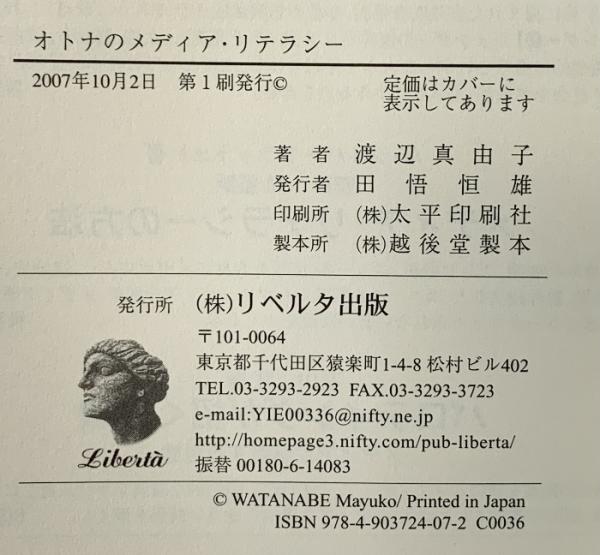 オトナのメディア・リテラシー
2007年10月2日　第1刷発行©
定価はカバーに
表示してあります
著　者　渡辺真由子
発行者　田悟恒雄
印刷所　(株)太平印刷社
製本所　(株)越後堂製本
発行所　(株)リベルタ出版
〒101-0064
東京都千代田区猿楽町1-4-8 松村ビル402
TEL.03-3293-2923 FAX.03-3293-3723
e-mail:YIE00336@nifty.ne.jp
http://homepage3.nifty.com/pub-liberta/
振替 00180-6-14083
Libertà
© WATANABE Mayuko/ Printed in Japan
ISBN 978-4-903724-07-2 C0036